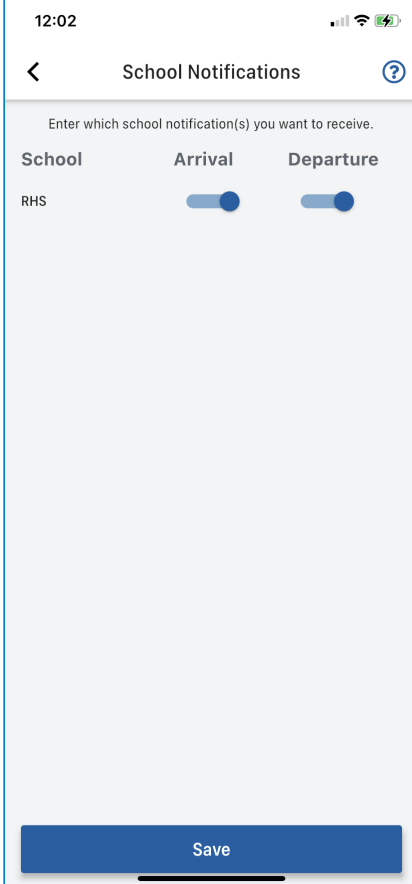 12:02
School Notifications
?
Enter which school notification(s) you want to receive.
School Arrival Departure
RHS
Save